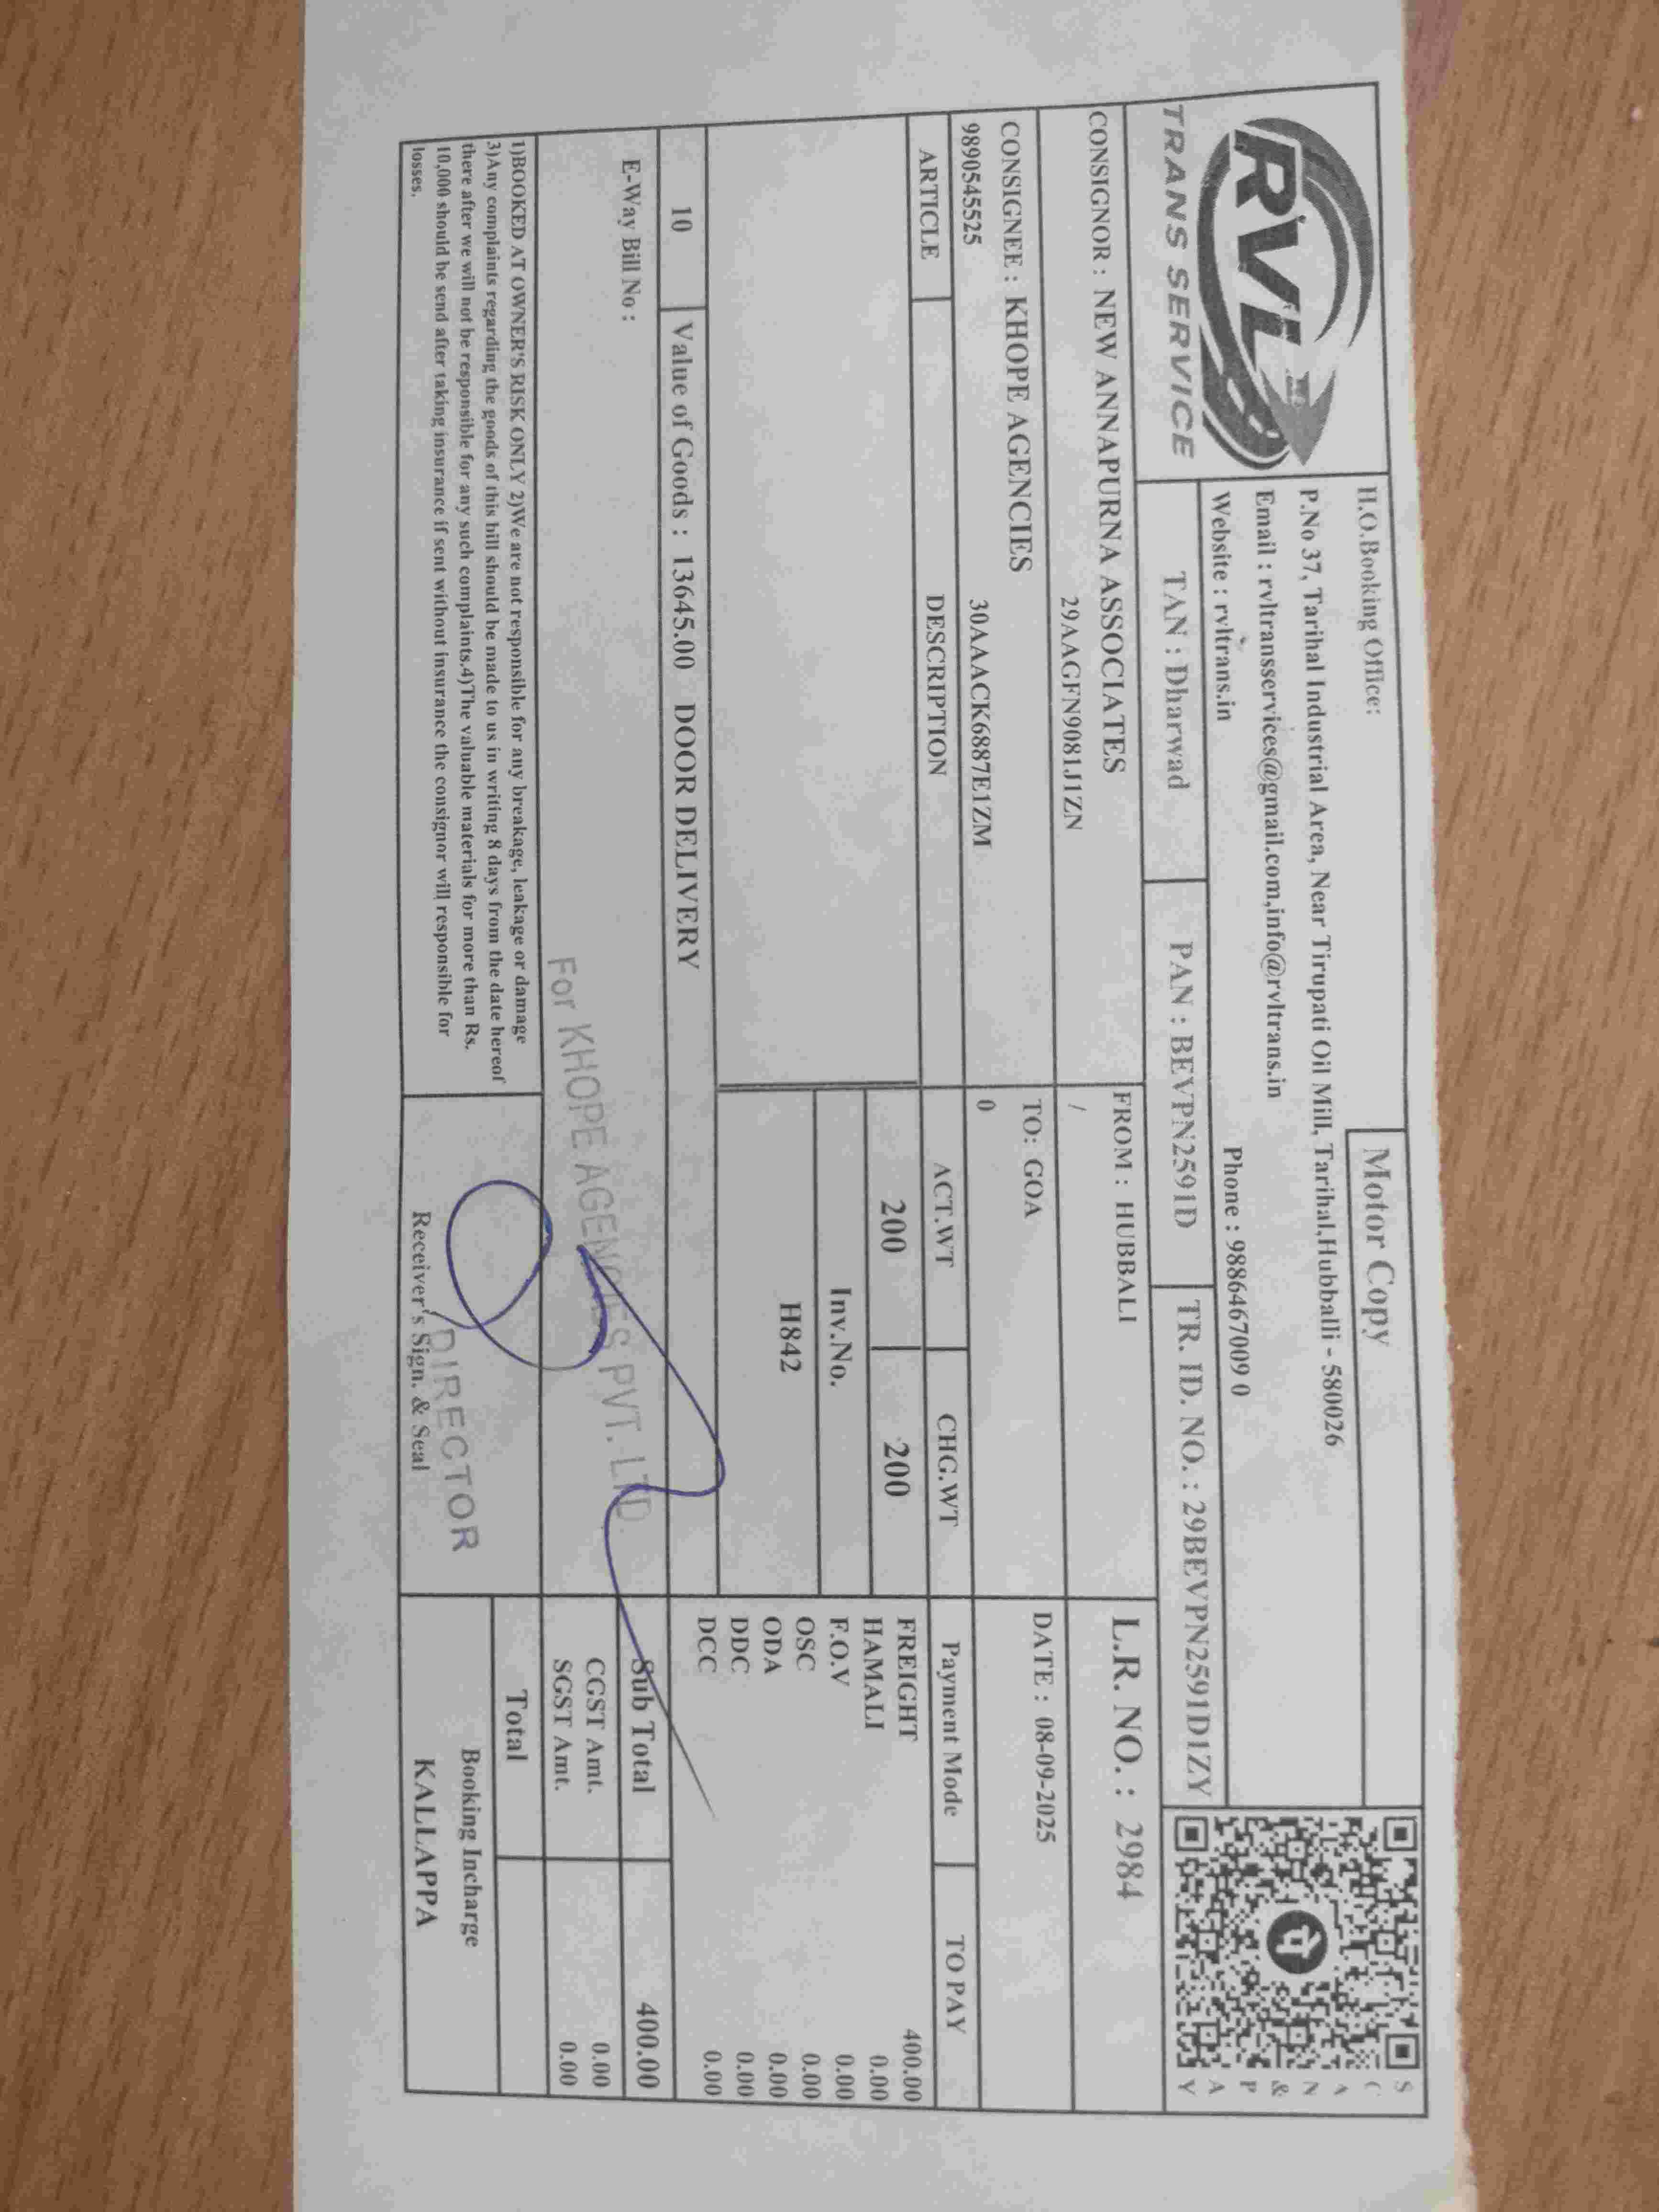 Motor Copy
RVL
TRANS SERVICE
H.O.Booking Office:
P.No 37, Tarihal Industrial Area, Near Tirupati Oil Mill, Tarihal,Hubballi - 580026
Email : rvltransservices@gmail.com,info@rvltrans.in
Website : rvltrans.in Phone : 9886467009 0
SCAN & PAY
TAN : Dharwad PAN : BEVPN2591D TR. ID. NO. : 29BEVPN2591D1ZY
CONSIGNOR : NEW ANNAPURNA ASSOCIATES FROM : HUBBALI L.R. NO. : 2984
29AAGFN9081J1ZN /
CONSIGNEE : KHOPE AGENCIES TO: GOA DATE : 08-09-2025
9890545525 30AAACK6887E1ZM 0
ARTICLE DESCRIPTION ACT.WT CHG.WT Payment Mode TO PAY
200 200 FREIGHT 400.00
HAMALI 0.00
Inv.No. F.O.V 0.00
OSC 0.00
H842 ODA 0.00
DDC 0.00
DCC 0.00
10 Value of Goods : 13645.00 DOOR DELIVERY
Sub Total 400.00
E-Way Bill No :
CGST Amt. 0.00
SGST Amt. 0.00
For KHOPE AGENCIES PVT. LTD.
Total
1)BOOKED AT OWNER'S RISK ONLY 2)We are not responsible for any breakage, leakage or damage
3)Any complaints regarding the goods of this bill should be made to us in writing 8 days from the date hereof
there after we will not be responsible for any such complaints.4)The valuable materials for more than Rs.
10,000 should be send after taking insurance if sent without insurance the consignor will responsible for
losses.
DIRECTOR
Receiver's Sign. & Seal
Booking Incharge
KALLAPPA